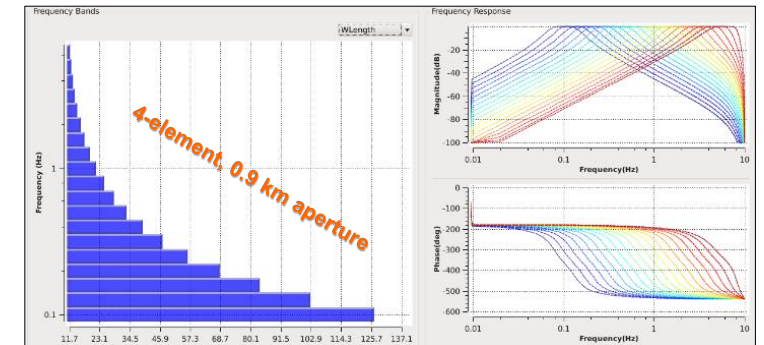 Frequency Bands
WLength
Frequency (Hz)
1
0.1
4-element, 0.9 km aperture
11.7 23.1 34.5 45.9 57.3 68.7 80.1 91.5 102.9 114.3 125.7 137.1
Frequency Response
Magnitude(dB)
-20
-40
-60
-80
-100
0.01 0.1 1 10
Frequency(Hz)
Phase(deg)
0
-100
-200
-300
-400
-500
-600
0.01 0.1 1 10
Frequency(Hz)